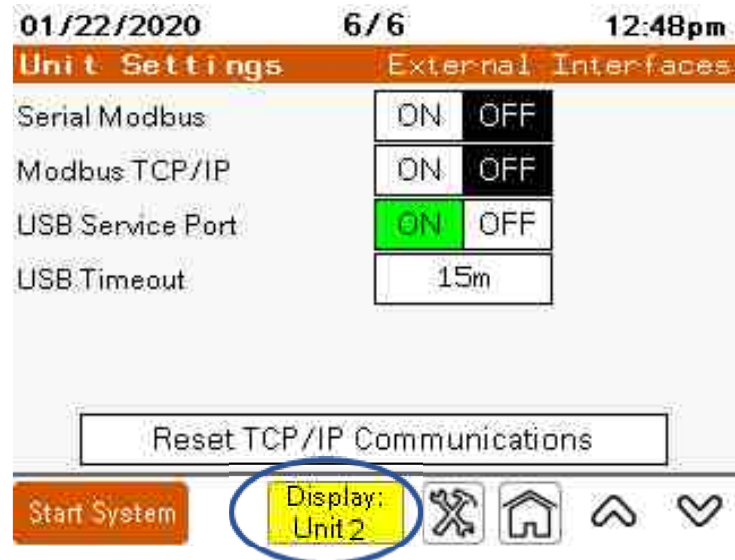 01/22/2020 6/6 12:48pm
Unit Settings External Interfaces
Serial Modbus ON OFF
Modbus TCP/IP ON OFF
USB Service Port ON OFF
USB Timeout 15m
Reset TCP/IP Communications
Start System Display:
Unit 2